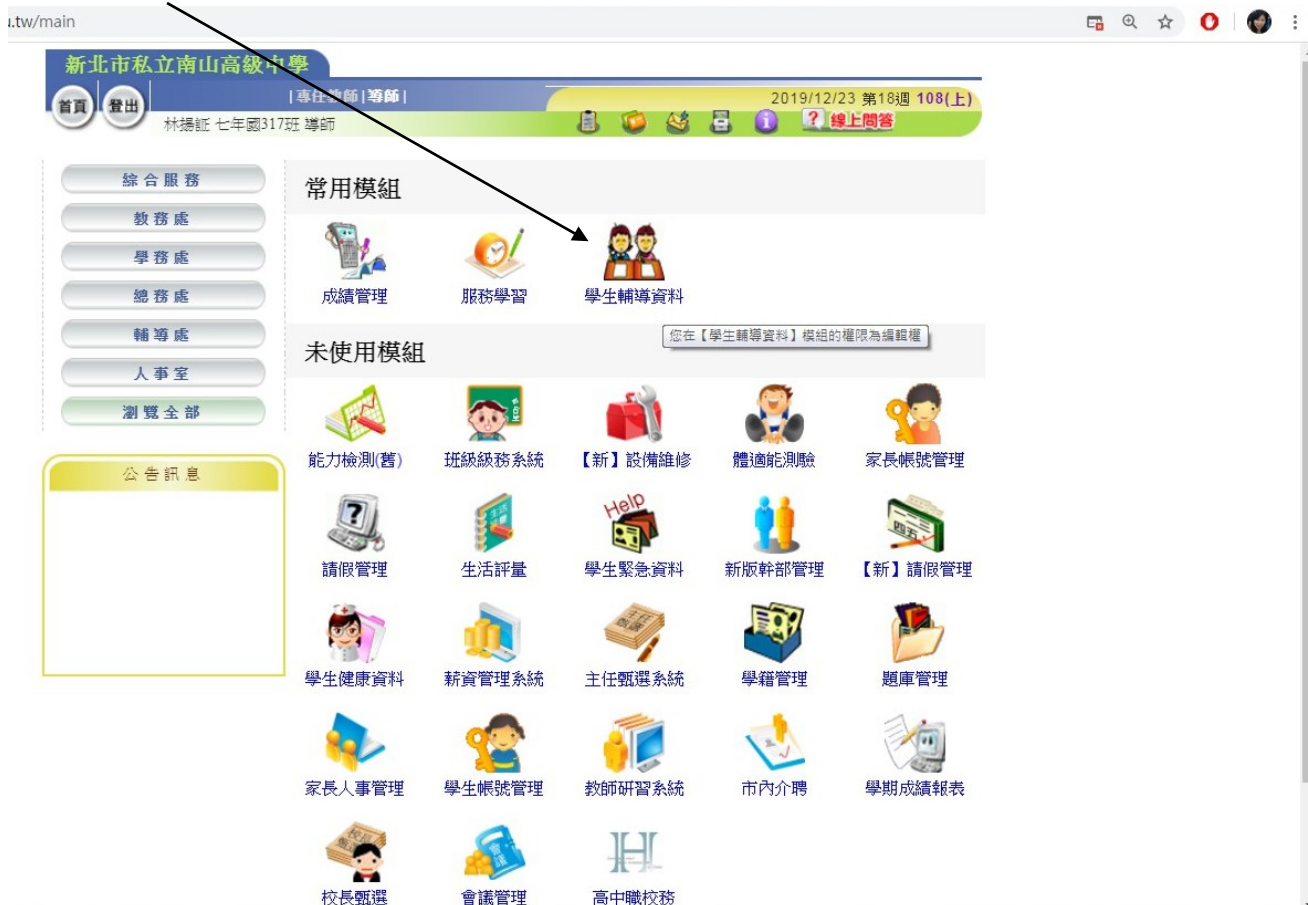 u.tw/main
新北市私立南山高級中學
首頁 登出 |專任教師|導師| 2019/12/23 第18週 108(上)
林揚証 七年國317班 導師 ? 線上問答
綜合服務
教務處
學務處
總務處
輔導處
人事室
瀏覽全部
公告訊息
常用模組
成績管理 服務學習 學生輔導資料
您在【學生輔導資料】模組的權限為編輯權
未使用模組
能力檢測(舊) 班級級務系統 【新】設備維修 體適能測驗 家長帳號管理
Help
請假管理 生活評量 學生緊急資料 新版幹部管理 【新】請假管理
學生健康資料 薪資管理系統 主任甄選系統 學籍管理 題庫管理
家長人事管理 學生帳號管理 教師研習系統 市內介聘 學期成績報表
校長甄選 會議管理 高中職校務